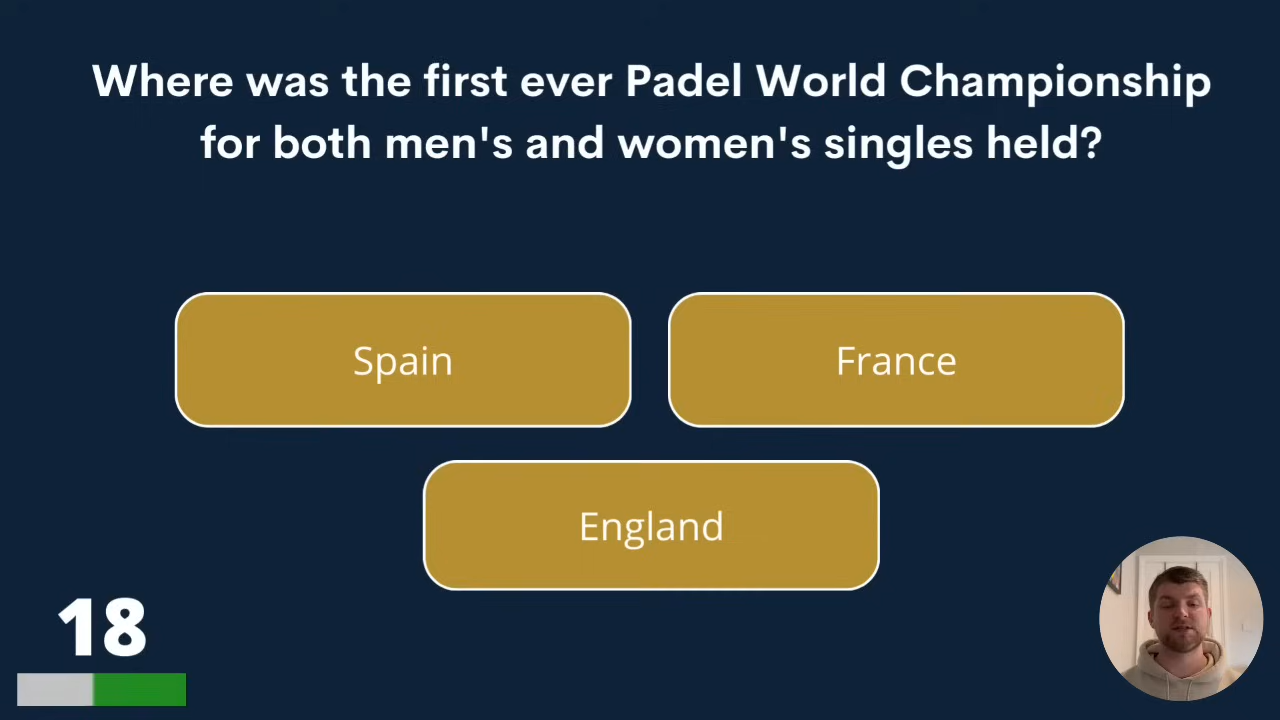 Where was the first ever Padel World Championship
for both men's and women's singles held?
Spain
France
England
18